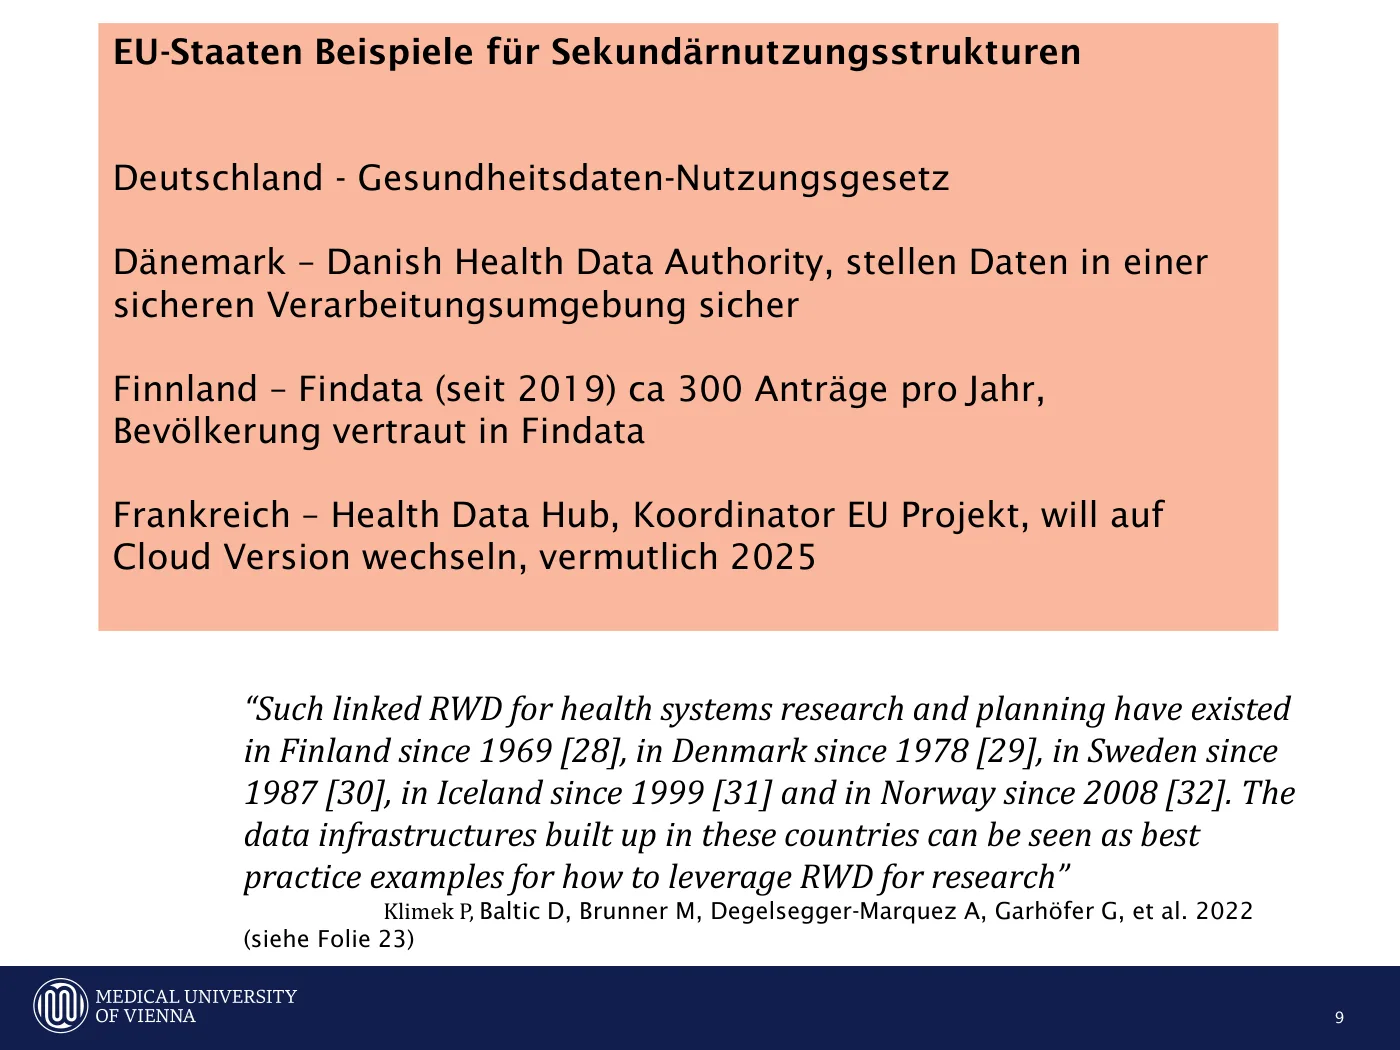 EU-Staaten Beispiele für Sekundärnutzungsstrukturen
Deutschland - Gesundheitsdaten-Nutzungsgesetz
Dänemark – Danish Health Data Authority, stellen Daten in einer
sicheren Verarbeitungsumgebung sicher
Finnland – Findata (seit 2019) ca 300 Anträge pro Jahr,
Bevölkerung vertraut in Findata
Frankreich – Health Data Hub, Koordinator EU Projekt, will auf
Cloud Version wechseln, vermutlich 2025
“Such linked RWD for health systems research and planning have existed
in Finland since 1969 [28], in Denmark since 1978 [29], in Sweden since
1987 [30], in Iceland since 1999 [31] and in Norway since 2008 [32]. The
data infrastructures built up in these countries can be seen as best
practice examples for how to leverage RWD for research”
Klimek P, Baltic D, Brunner M, Degelsegger-Marquez A, Garhöfer G, et al. 2022
(siehe Folie 23)
MEDICAL UNIVERSITY
OF VIENNA
9